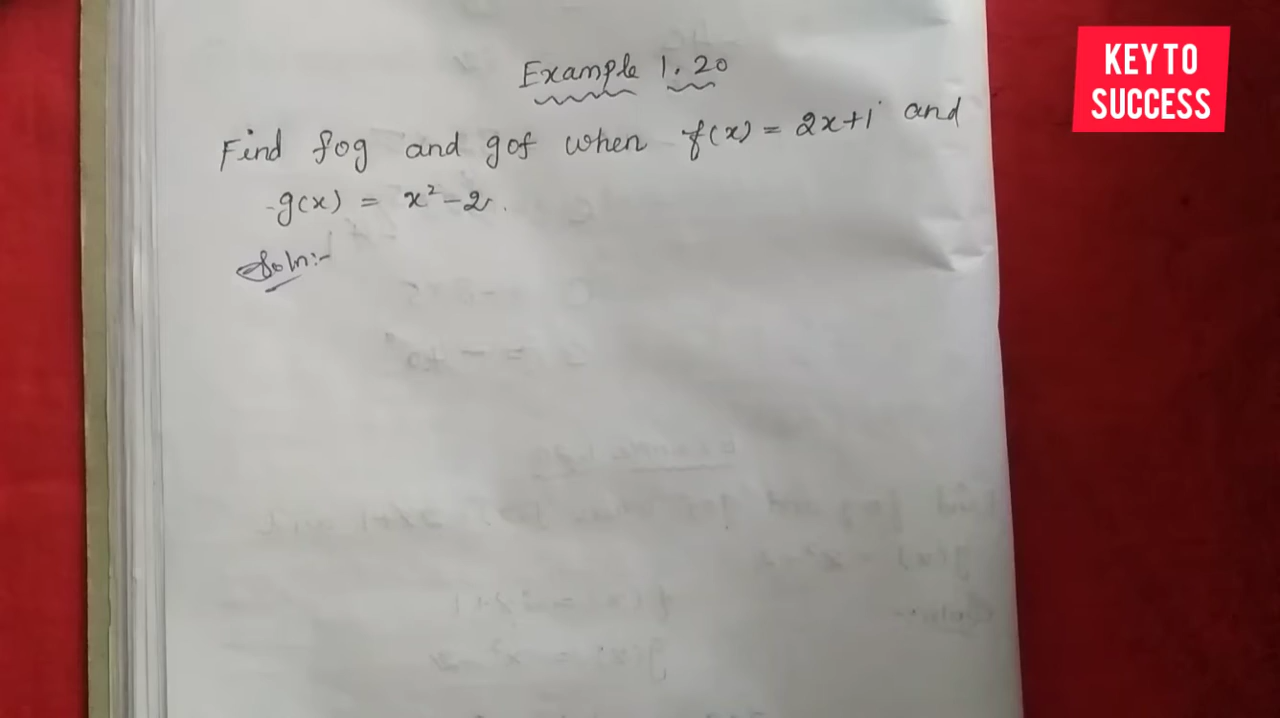 Example 1.20
KEY TO
SUCCESS
Find fog and gof when f(x) = 2x+1 and
g(x) = x² - 2.
Soln:-